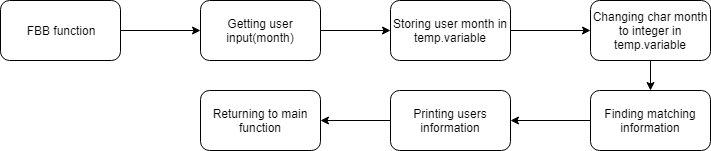 FBB function
Getting user
input(month)
Storing user month in
temp.variable
Changing char month
to integer in
temp.variable
Finding matching
information
Printing users
information
Returning to main
function